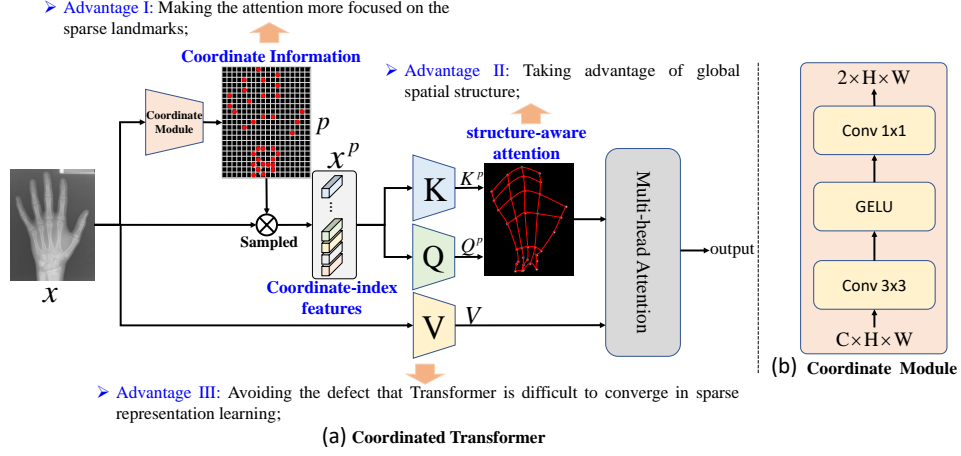 ➢ Advantage I: Making the attention more focused on the
sparse landmarks;
Coordinate Information
Coordinate
Module
p
x^p
x
Sampled
Coordinate-index
features
➢ Advantage II: Taking advantage of global
spatial structure;
structure-aware
attention
K
K^p
Q
Q^p
V
V
Multi-head Attention
output
➢ Advantage III: Avoiding the defect that Transformer is difficult to converge in sparse
representation learning;
(a) Coordinated Transformer
2×H×W
Conv 1x1
GELU
Conv 3x3
C×H×W
(b) Coordinate Module